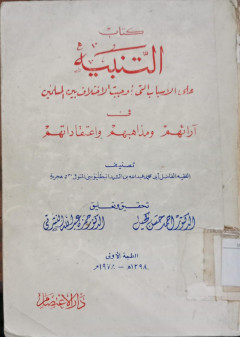 كتاب
التنبيه
على الأسباب التي أوجبت الاختلاف بين المسلمين
في
آرائهم ومذاهبهم واعتقاداتهم
تصنيف
الفقيه الفاضل أبي محمد عبد الله بن السيد البطليوسي المتوفى ٥٢١ هجرية
تحقيق وتعليق
الدكتور أحمد حسن كحيل الدكتور حمزة عبد الله النشرتي
الطبعة الأولى
١٣٩٨هـ - ١٩٧٨م
دار الاعتصام